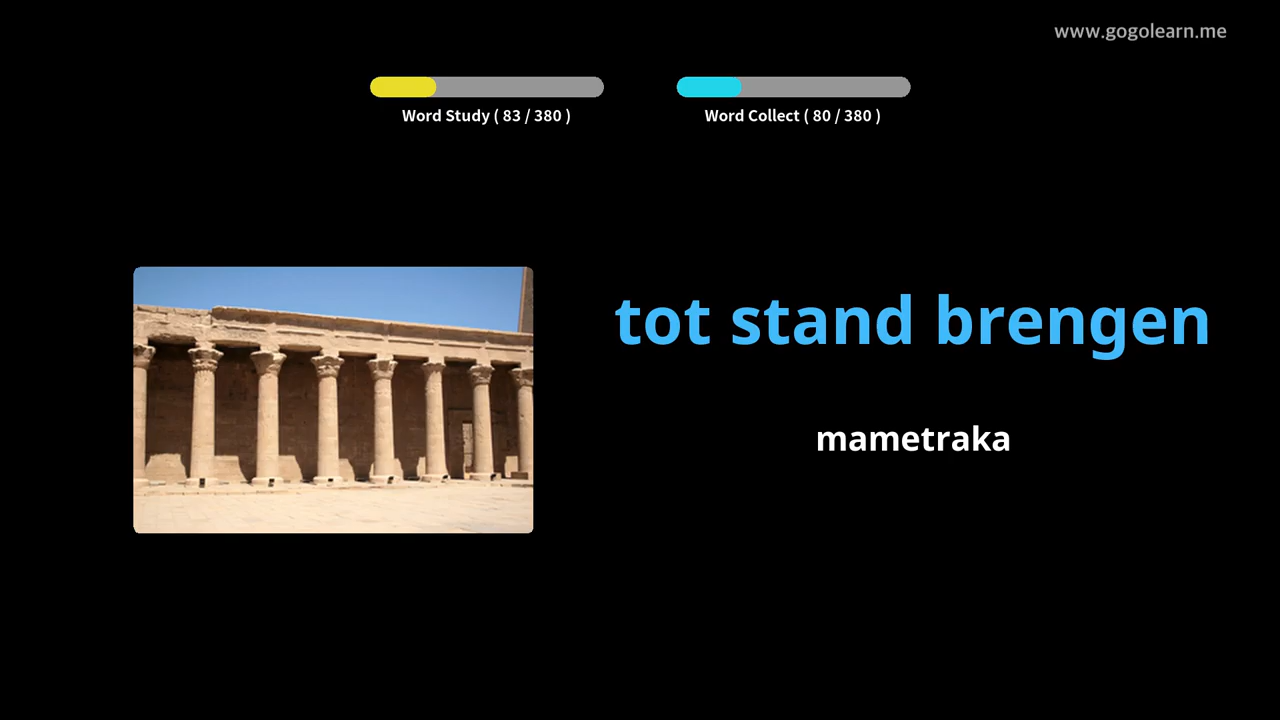 www.gogolearn.me
Word Study ( 83 / 380 )
Word Collect ( 80 / 380 )
tot stand brengen
mametraka